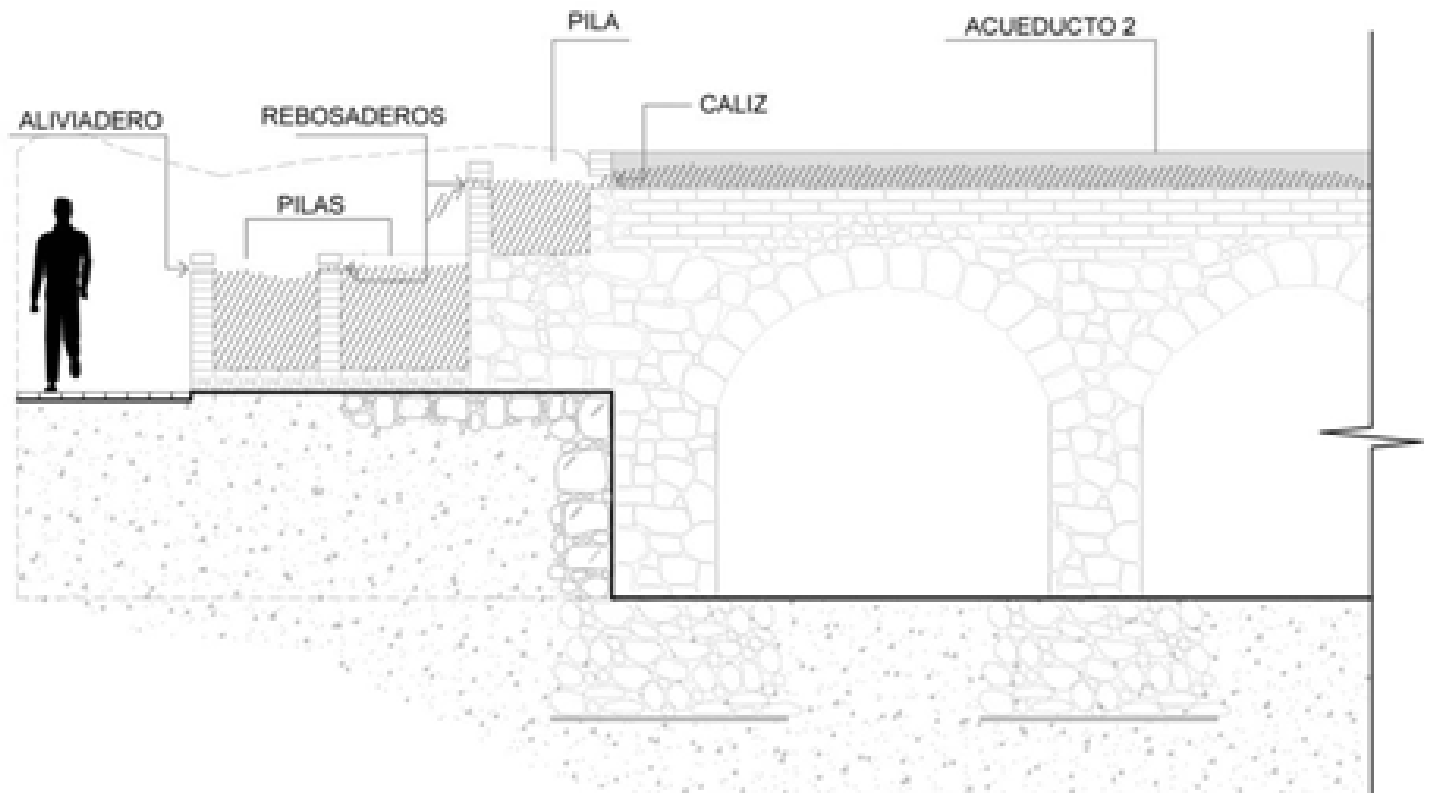 PILA
ACUEDUCTO 2
CALIZ
ALIVIADERO
REBOSADEROS
PILAS